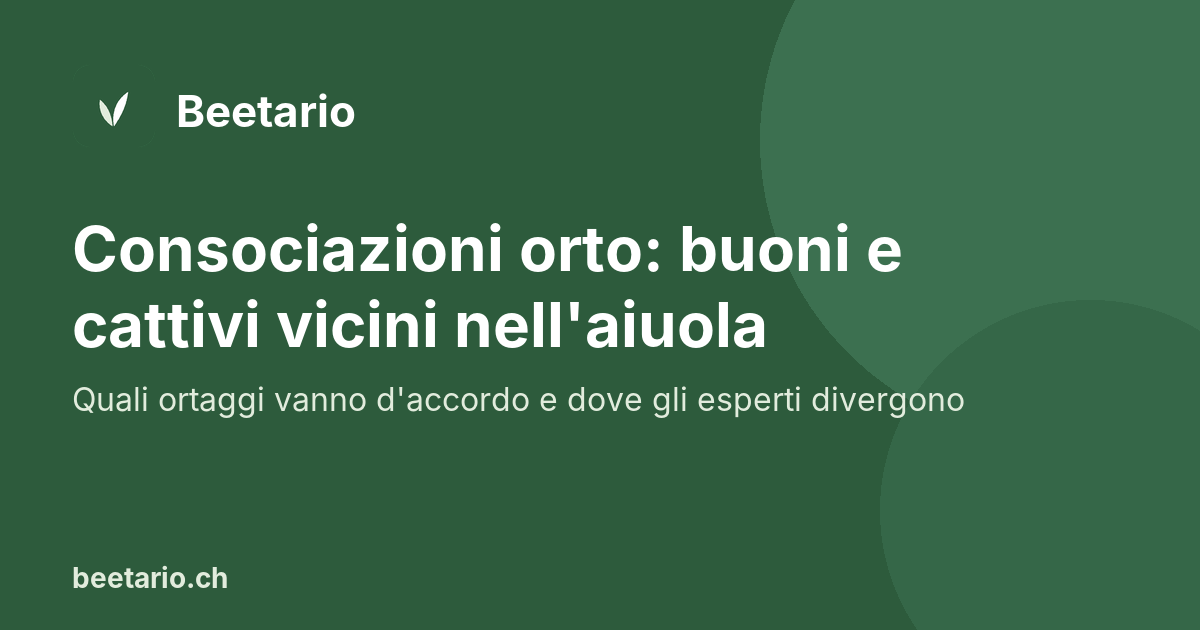 Beetario
Consociazioni orto: buoni e
cattivi vicini nell'aiuola
Quali ortaggi vanno d'accordo e dove gli esperti divergono
beetario.ch